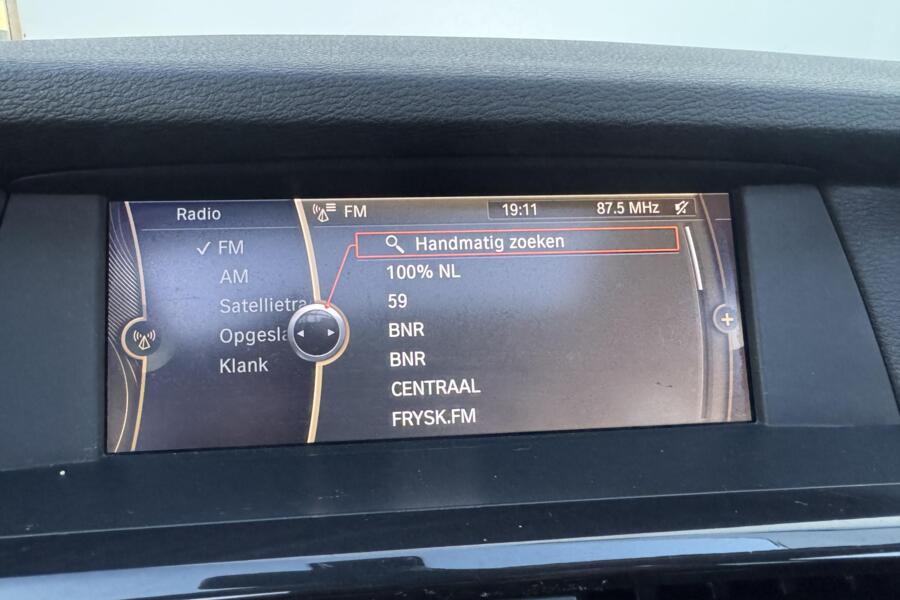 Radio
FM
AM
Satellietra
Opgesla
Klank
FM
19:11
87.5 MHz
Handmatig zoeken
100% NL
59
BNR
BNR
CENTRAAL
FRYSK.FM